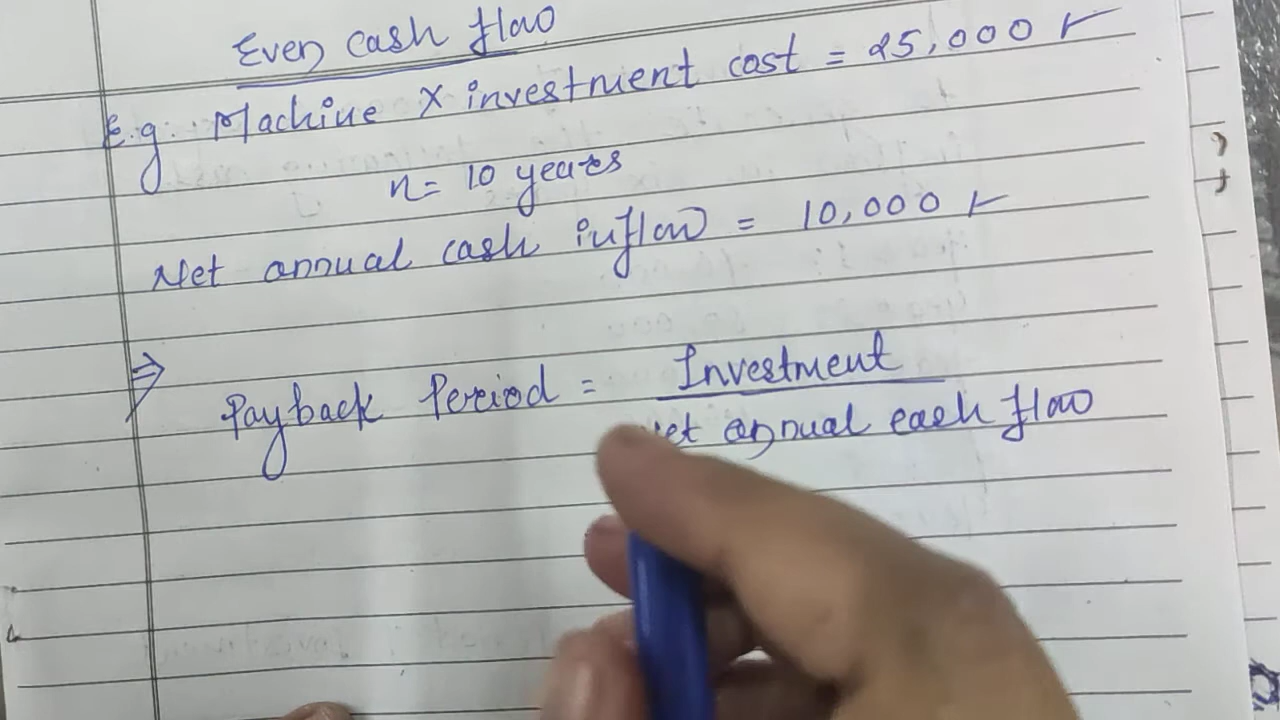 Even cash flow
E.g. Machine X investment cost = 25,000 ⊬
n = 10 years
Net annual cash inflow = 10,000 ⊬
⇒ Payback Period = Investment
net annual cash flow